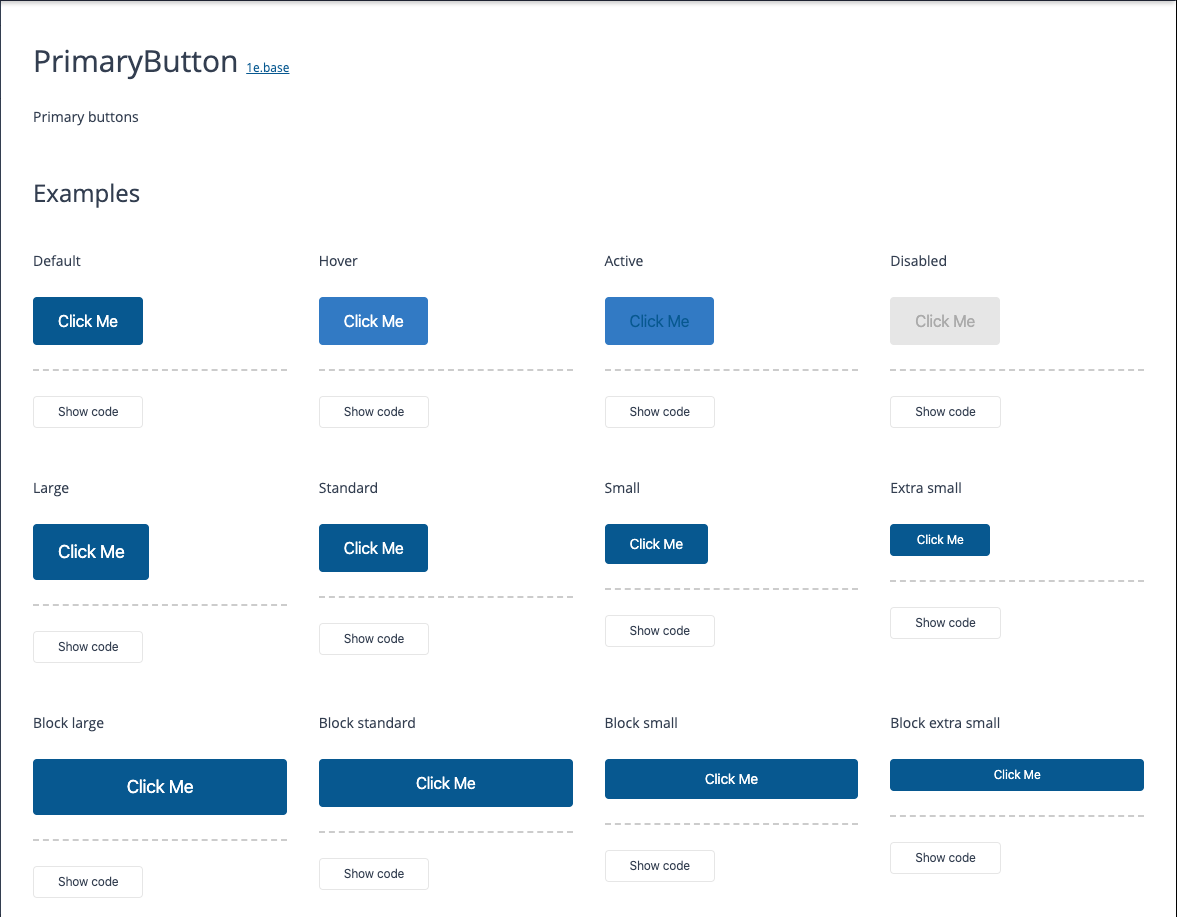 PrimaryButton 1e.base
Primary buttons
Examples
Default Hover Active Disabled
Click Me Click Me Click Me Click Me
Show code Show code Show code Show code
Large Standard Small Extra small
Click Me Click Me Click Me Click Me
Show code Show code Show code Show code
Block large Block standard Block small Block extra small
Click Me Click Me Click Me Click Me
Show code Show code Show code Show code